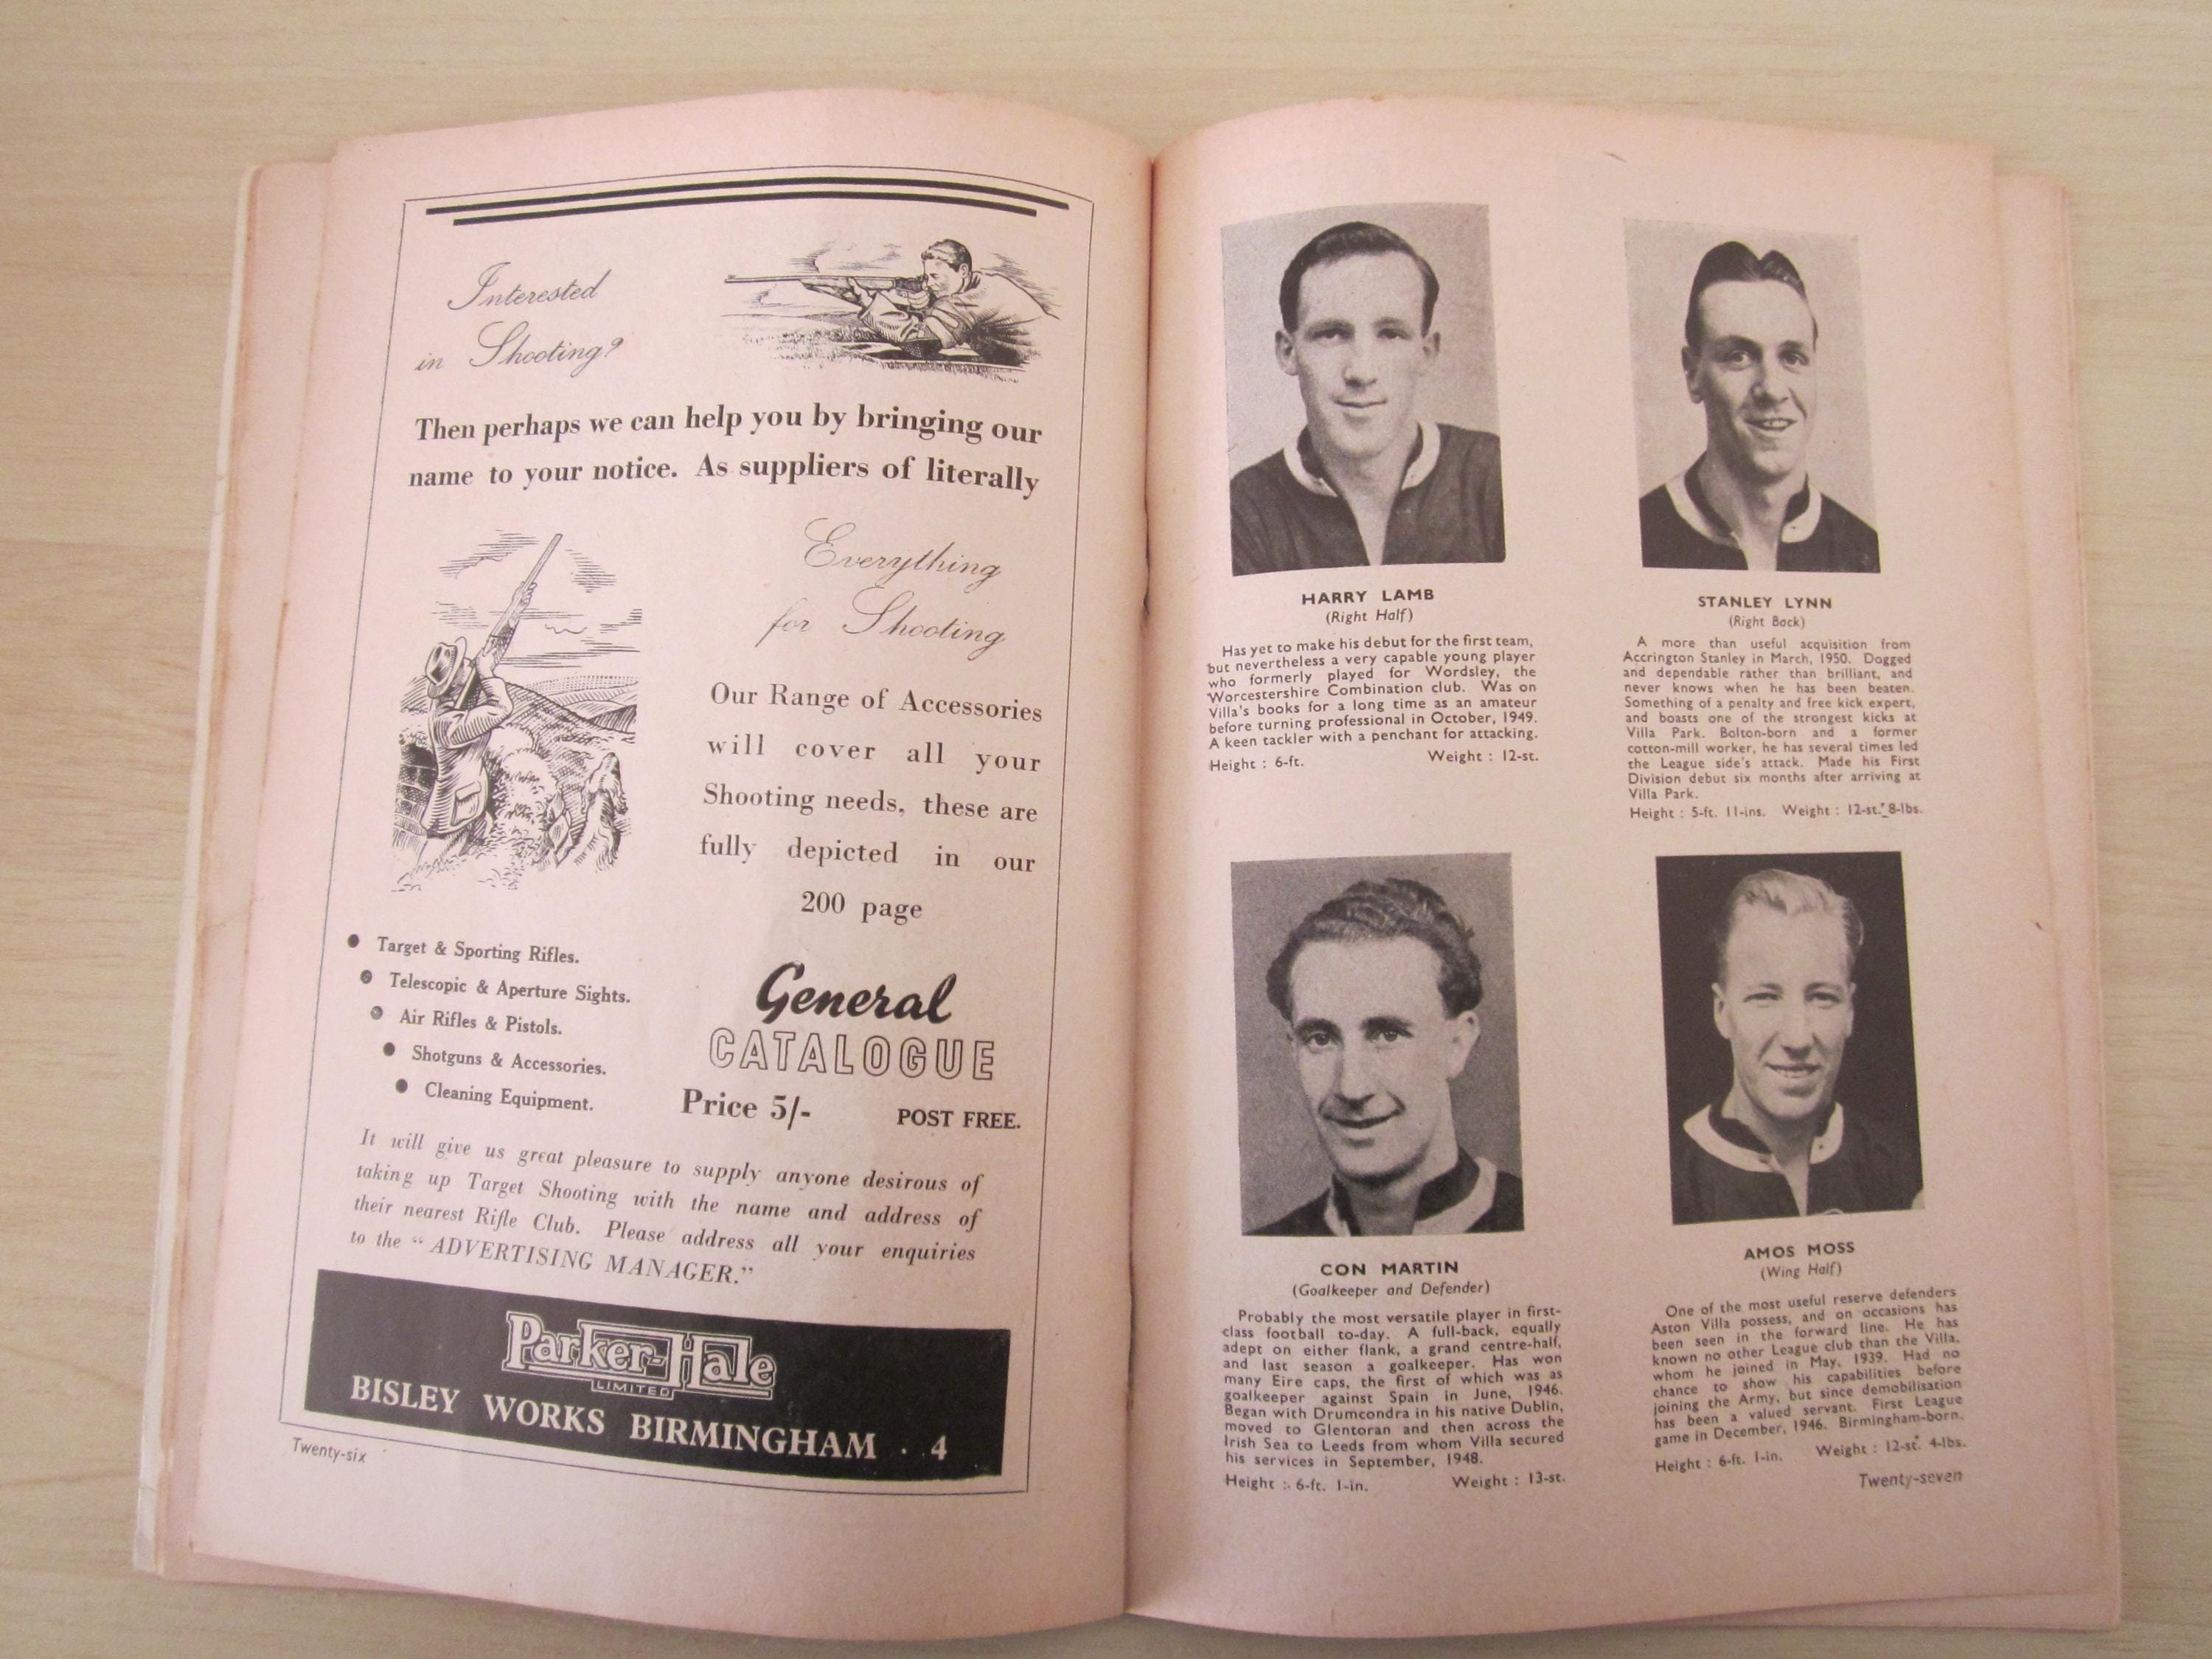 Interested
in Shooting?
Then perhaps we can help you by bringing our
name to your notice. As suppliers of literally
Everything
for Shooting
Our Range of Accessories
will cover all your
Shooting needs, these are
fully depicted in our
200 page
● Target & Sporting Rifles.
● Telescopic & Aperture Sights.
● Air Rifles & Pistols.
● Shotguns & Accessories.
● Cleaning Equipment.
General
CATALOGUE
Price 5/- POST FREE.
It will give us great pleasure to supply anyone desirous of
taking up Target Shooting with the name and address of
their nearest Rifle Club. Please address all your enquiries
to the "ADVERTISING MANAGER."
Parker-Hale
LIMITED
BISLEY WORKS BIRMINGHAM · 4
Twenty-six
HARRY LAMB
(Right Half)
Has yet to make his debut for the first team,
but nevertheless a very capable young player
who formerly played for Wordsley, the
Worcestershire Combination club. Was on
Villa's books for a long time as an amateur
before turning professional in October, 1949.
A keen tackler with a penchant for attacking.
Height : 6-ft. Weight : 12-st.
STANLEY LYNN
(Right Back)
A more than useful acquisition from
Accrington Stanley in March, 1950. Dogged
and dependable rather than brilliant, and
never knows when he has been beaten.
Something of a penalty and free kick expert,
and boasts one of the strongest kicks at
Villa Park. Bolton-born and a former
cotton-mill worker, he has several times led
the League side's attack. Made his First
Division debut six months after arriving at
Villa Park.
Height : 5-ft. 11-ins. Weight : 12-st. 8-lbs.
CON MARTIN
(Goalkeeper and Defender)
Probably the most versatile player in first-
class football to-day. A full-back, equally
adept on either flank, a grand centre-half,
and last season a goalkeeper. Has won
many Eire caps, the first of which was as
goalkeeper against Spain in June, 1946.
Began with Drumcondra in his native Dublin,
moved to Glentoran and then across the
Irish Sea to Leeds from whom Villa secured
his services in September, 1948.
Height : 6-ft. 1-in. Weight : 13-st.
AMOS MOSS
(Wing Half)
One of the most useful reserve defenders
Aston Villa possess, and on occasions has
been seen in the forward line. He has
known no other League club than the Villa,
whom he joined in May, 1939. Had no
chance to show his capabilities before
joining the Army, but since demobilisation
has been a valued servant. First League
game in December, 1946. Birmingham-born.
Height : 6-ft. 1-in. Weight : 12-st. 4-lbs.
Twenty-seven